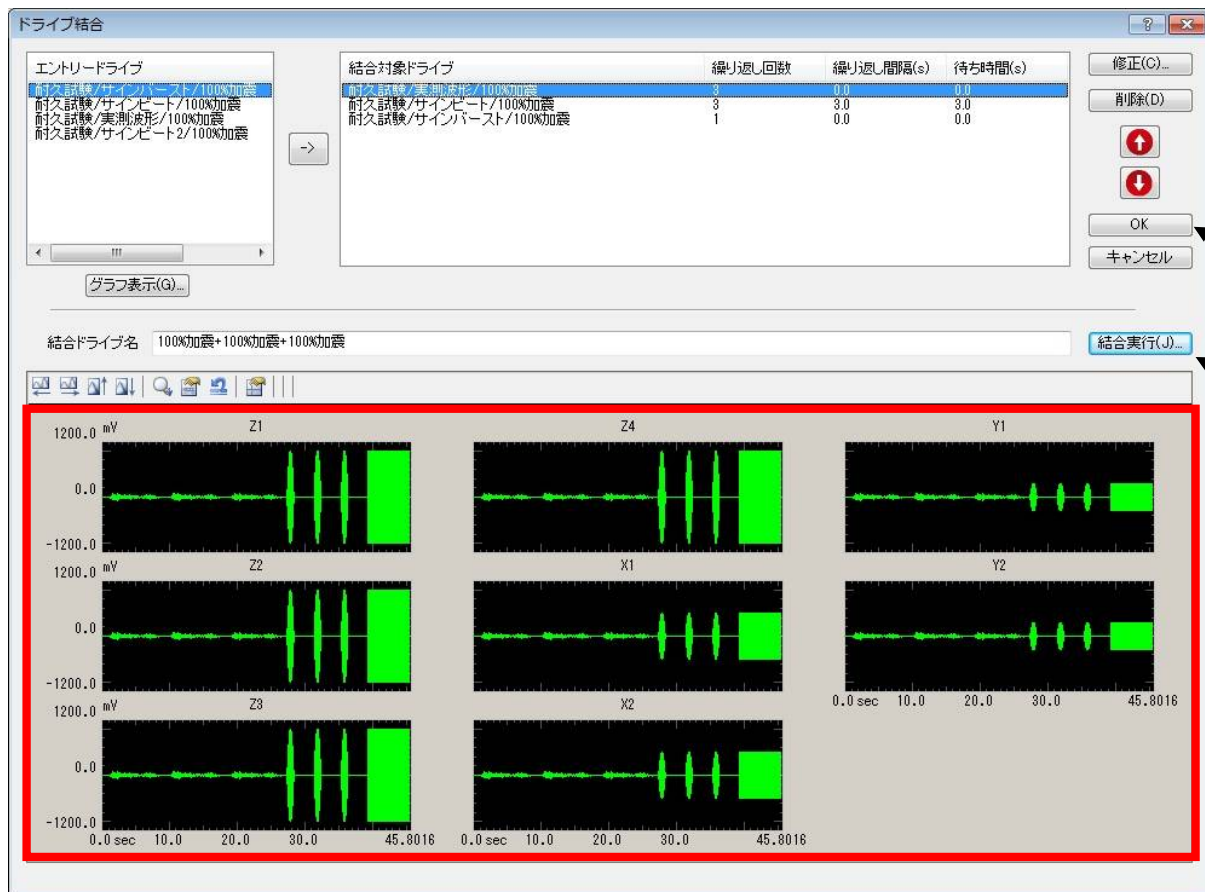 ドライブ結合
エントリードライブ
耐久試験/サインバースト/100%加震
耐久試験/サインビート/100%加震
耐久試験/実測波形/100%加震
耐久試験/サインビート2/100%加震
グラフ表示(G)...
->
結合対象ドライブ 繰り返し回数 繰り返し間隔(s) 待ち時間(s)
耐久試験/実測波形/100%加震 3 0.0 0.0
耐久試験/サインビート/100%加震 3 3.0 3.0
耐久試験/サインバースト/100%加震 1 0.0 0.0
修正(C)...
削除(D)
OK
キャンセル
結合ドライブ名 100%加震+100%加震+100%加震 結合実行(J)...
1200.0 mV Z1 Z4 Y1
0.0
-1200.0
1200.0 mV Z2 X1 Y2
0.0
-1200.0
0.0 sec 10.0 20.0 30.0 45.8016
1200.0 mV Z3 X2
0.0
-1200.0
0.0 sec 10.0 20.0 30.0 45.8016 0.0 sec 10.0 20.0 30.0 45.8016